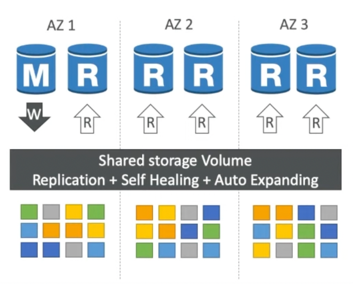 AZ 1 AZ 2 AZ 3
M R R R R R
W R R R R R
Shared storage Volume
Replication + Self Healing + Auto Expanding